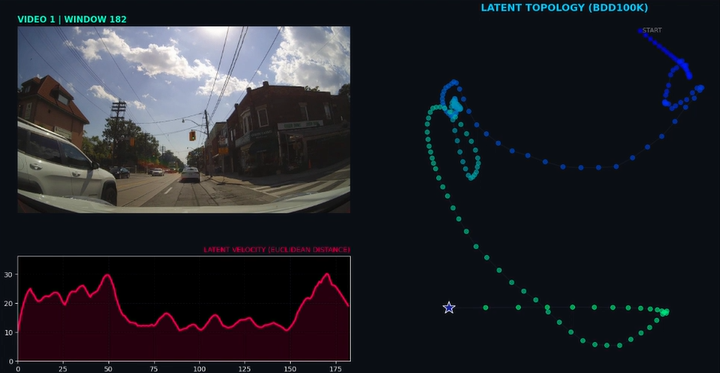 VIDEO 1 | WINDOW 182
LATENT TOPOLOGY (BDD100K)
START
LATENT VELOCITY (EUCLIDEAN DISTANCE)
30
20
10
0
0 25 50 75 100 125 150 175